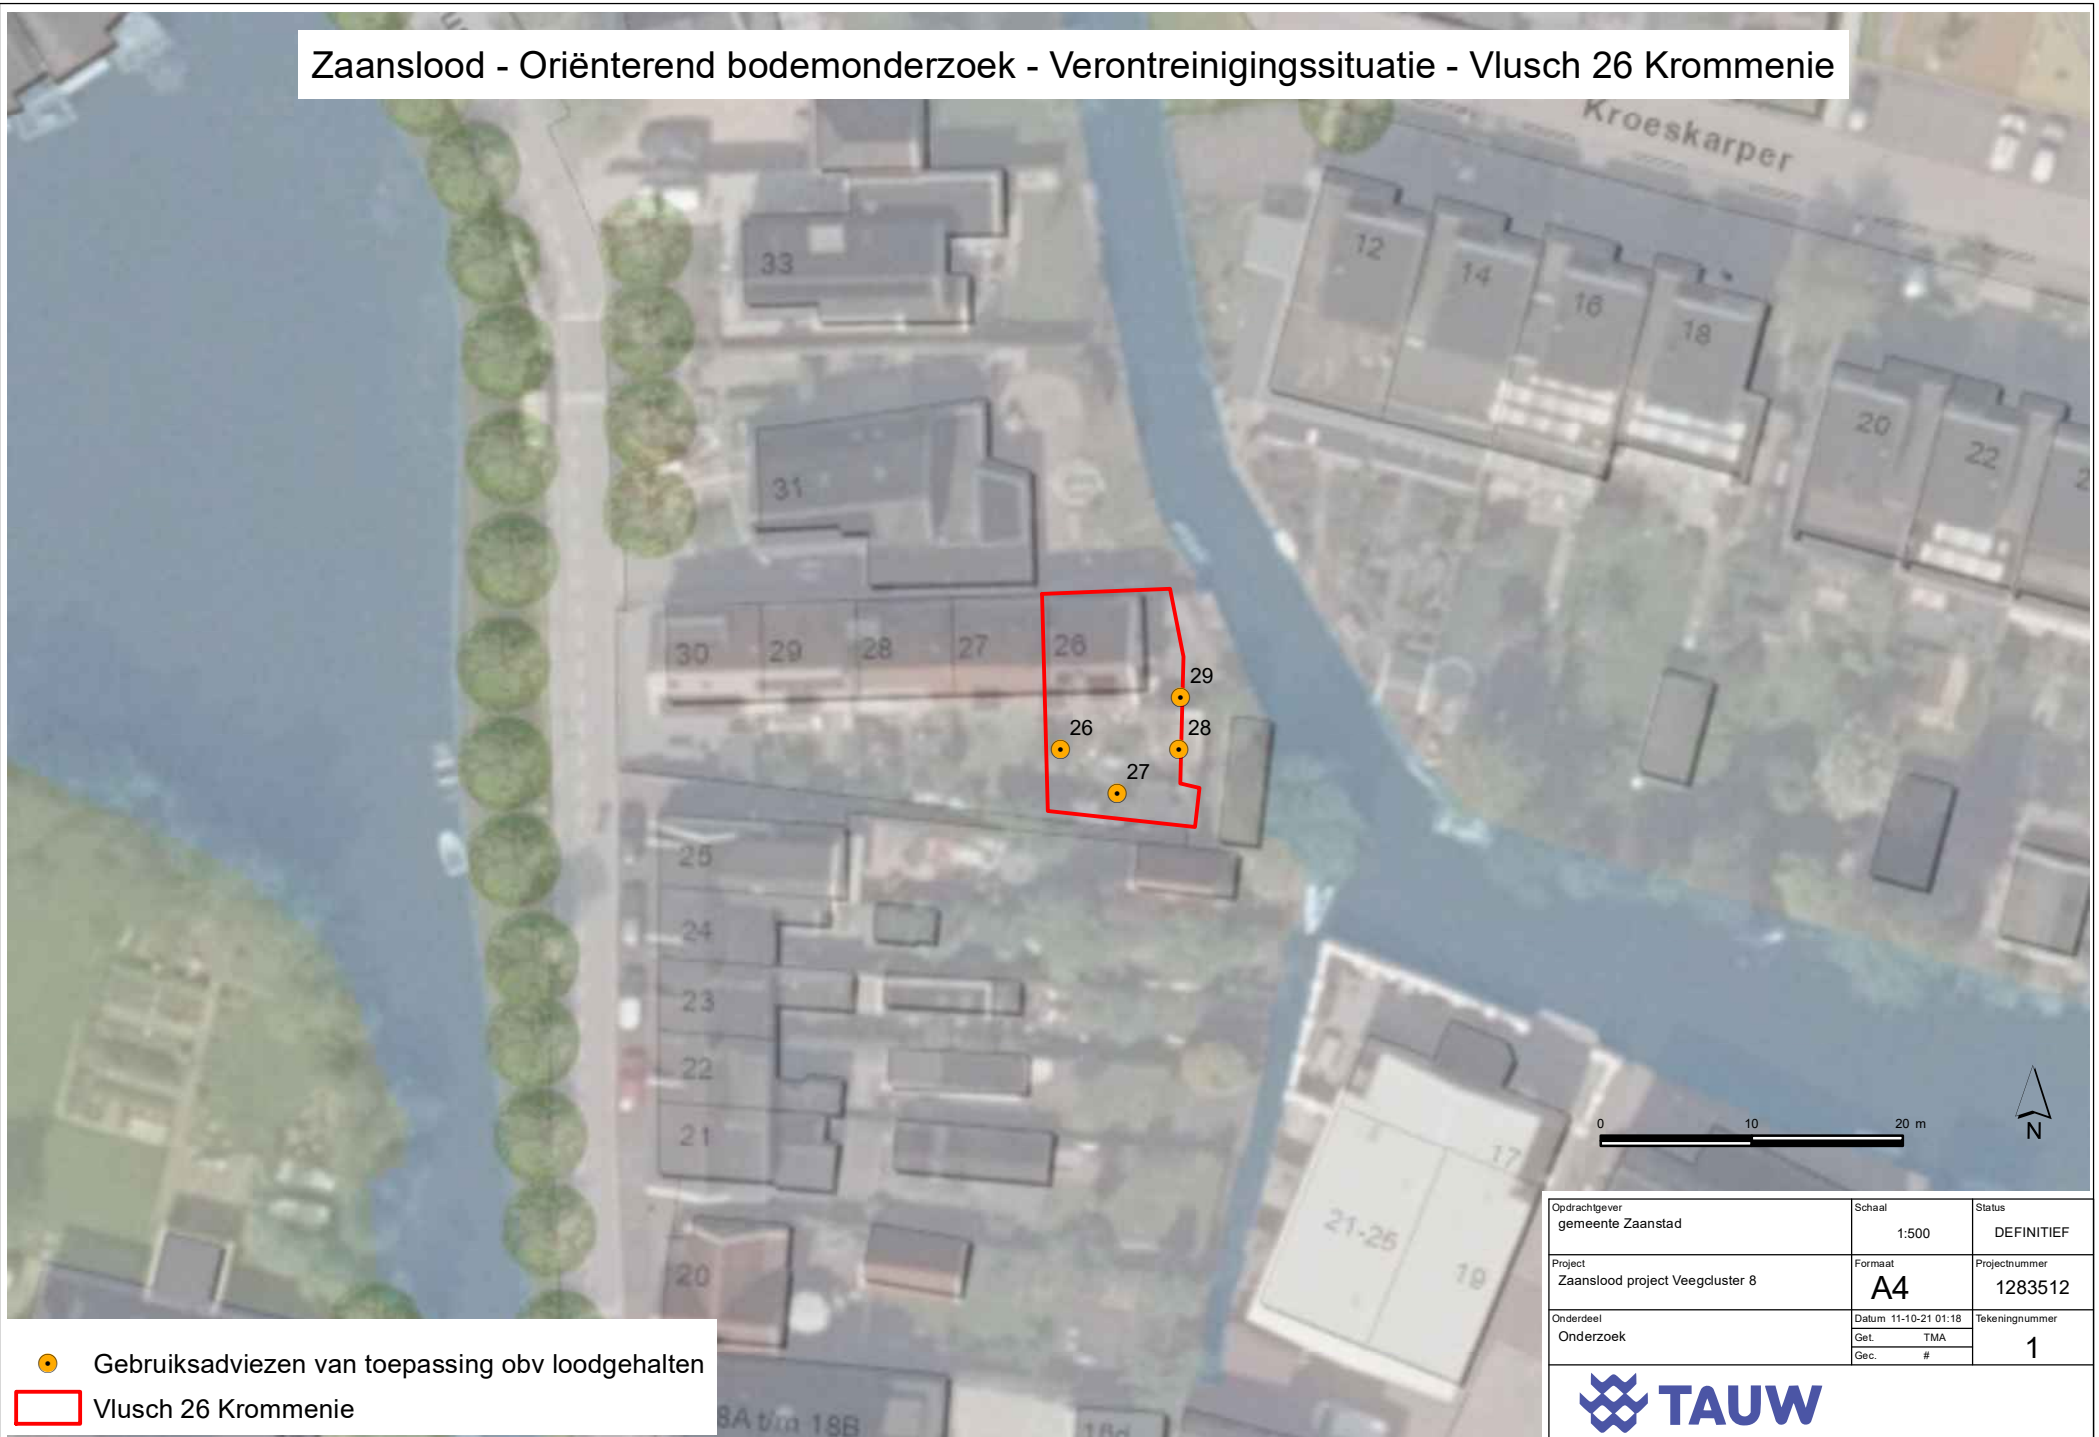 Zaanslood - Oriënterend bodemonderzoek - Verontreinigingssituatie - Vlusch 26 Krommenie
Kroeskarper
33
12
14
16
18
20
22
31
30
29
28
27
26
29
26
28
27
25
24
23
22
21
20
17
21-25
19
8A t/m 18B
18d
0 10 20 m
N
Opdrachtgever
gemeente Zaanstad
Schaal
1:500
Status
DEFINITIEF
Project
Zaanslood project Veegcluster 8
Formaat
A4
Projectnummer
1283512
Onderdeel
Onderzoek
Datum 11-10-21 01:18
Get. TMA
Gec. #
Tekeningnummer
1
TAUW
Gebruiksadviezen van toepassing obv loodgehalten
Vlusch 26 Krommenie